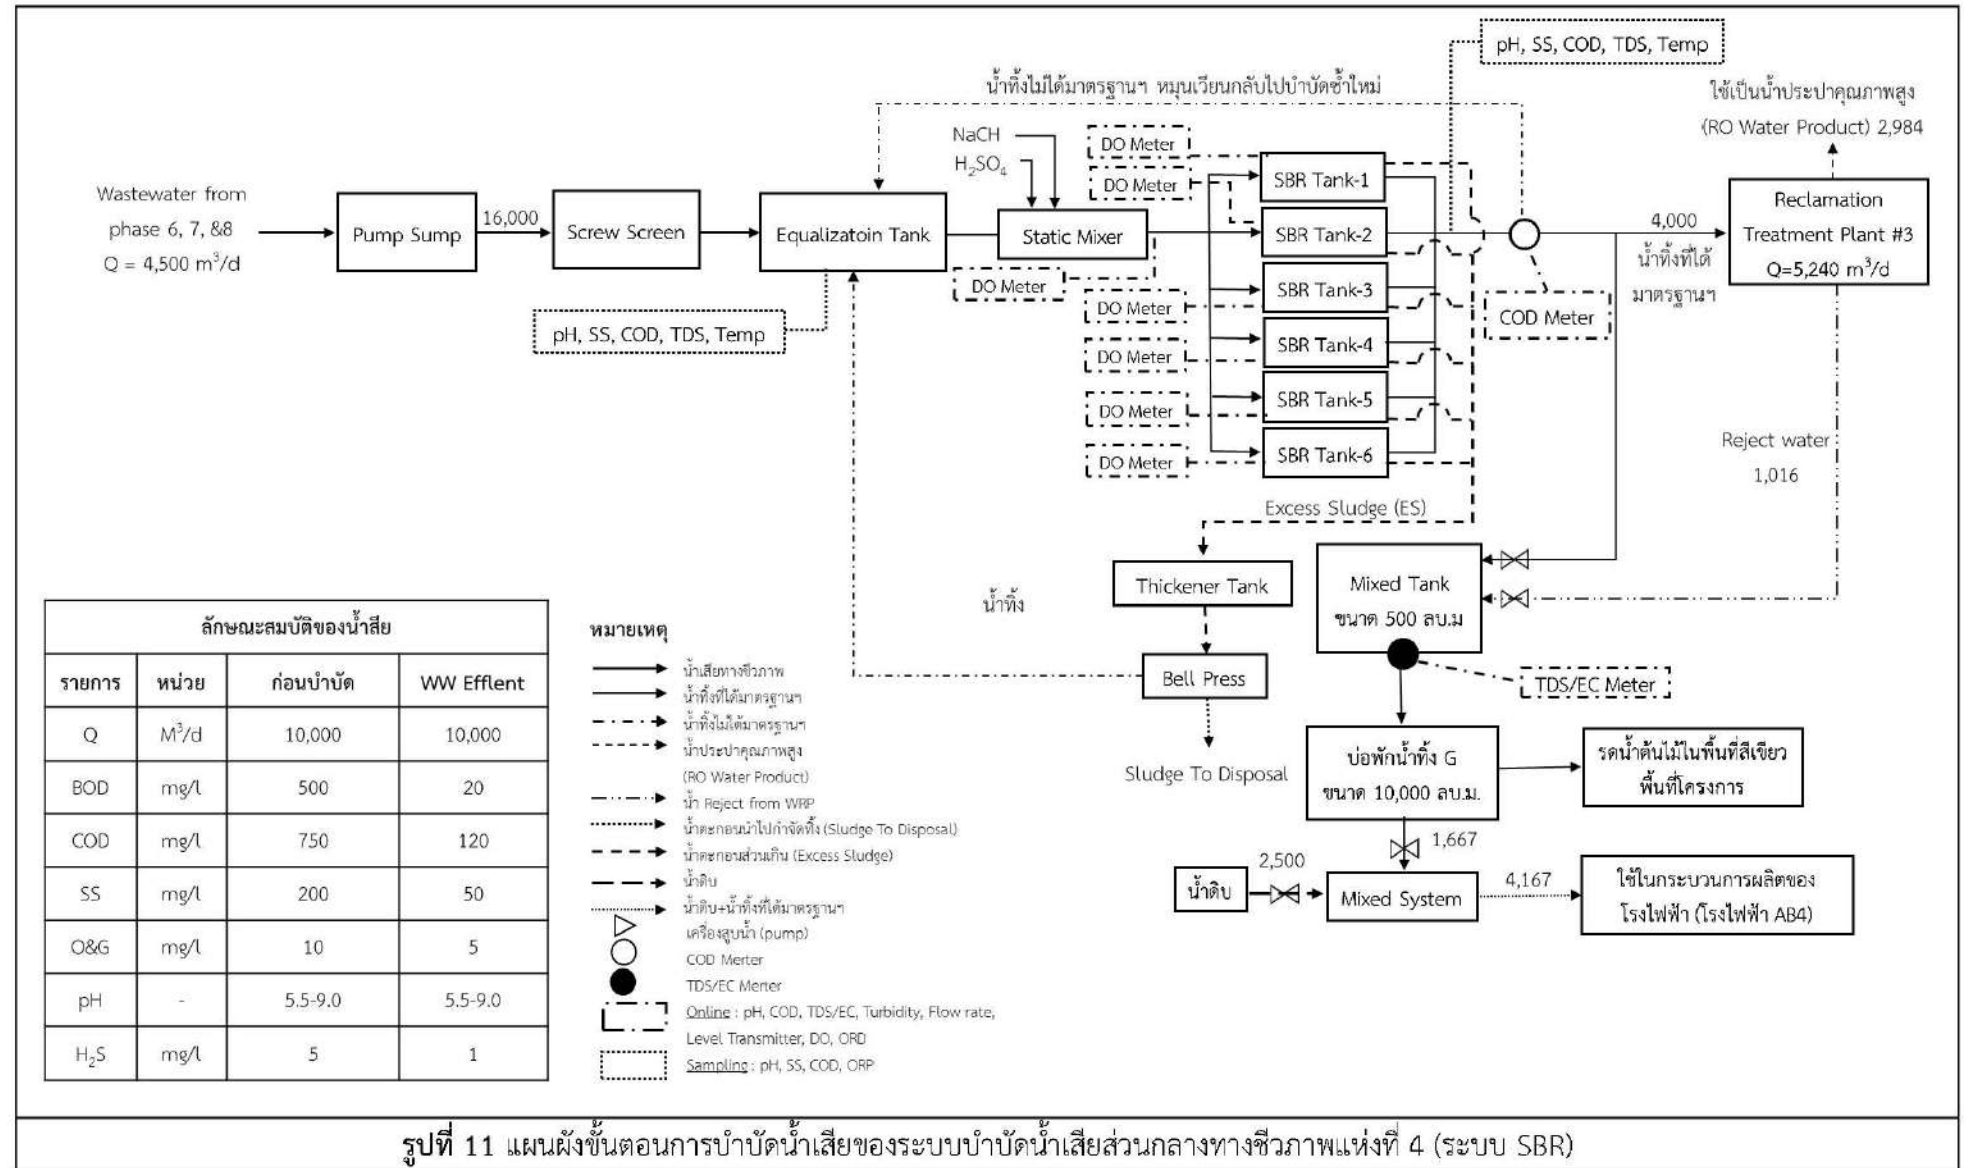 pH, SS, COD, TDS, Temp
น้ำทิ้งไม่ได้มาตรฐานฯ หมุนเวียนกลับไปบำบัดซ้ำใหม่
ใช้เป็นน้ำประปาคุณภาพสูง
(RO Water Product) 2,984
NaCH
H₂SO₄
DO Meter
DO Meter
SBR Tank-1
Wastewater from
phase 6, 7, &8
Q = 4,500 m³/d
Pump Sump
16,000
Screw Screen
Equalizatoin Tank
Static Mixer
SBR Tank-2
4,000
น้ำทิ้งที่ได้
มาตรฐานฯ
Reclamation
Treatment Plant #3
Q=5,240 m³/d
DO Meter
DO Meter
SBR Tank-3
COD Meter
pH, SS, COD, TDS, Temp
DO Meter
SBR Tank-4
DO Meter
SBR Tank-5
DO Meter
SBR Tank-6
Reject water
1,016
Excess Sludge (ES)
Thickener Tank
Mixed Tank
ขนาด 500 ลบ.ม
น้ำทิ้ง
Bell Press
TDS/EC Meter
Sludge To Disposal
บ่อพักน้ำทิ้ง G
ขนาด 10,000 ลบ.ม.
รดน้ำต้นไม้ในพื้นที่สีเขียว
พื้นที่โครงการ
1,667
น้ำดิบ
2,500
Mixed System
4,167
ใช้ในกระบวนการผลิตของ
โรงไฟฟ้า (โรงไฟฟ้า AB4)
ลักษณะสมบัติของน้ำสีย
รายการ หน่วย ก่อนบำบัด WW Efflent
Q M³/d 10,000 10,000
BOD mg/l 500 20
COD mg/l 750 120
SS mg/l 200 50
O&G mg/l 10 5
pH - 5.5-9.0 5.5-9.0
H₂S mg/l 5 1
หมายเหตุ
น้ำเสียทางชีวภาพ
น้ำทิ้งที่ได้มาตรฐานฯ
น้ำทิ้งไม่ได้มาตรฐานฯ
น้ำประปาคุณภาพสูง
(RO Water Product)
น้ำ Reject from WRP
น้ำตะกอนนำไปกำจัดทิ้ง (Sludge To Disposal)
น้ำตะกอนส่วนเกิน (Excess Sludge)
น้ำดิบ
น้ำดิบ+น้ำทิ้งที่ได้มาตรฐานฯ
เครื่องสูบน้ำ (pump)
COD Merter
TDS/EC Merter
Online : pH, COD, TDS/EC, Turbidity, Flow rate,
Level Transmitter, DO, ORD
Sampling : pH, SS, COD, ORP
รูปที่ 11 แผนผังขั้นตอนการบำบัดน้ำเสียของระบบบำบัดน้ำเสียส่วนกลางทางชีวภาพแห่งที่ 4 (ระบบ SBR)